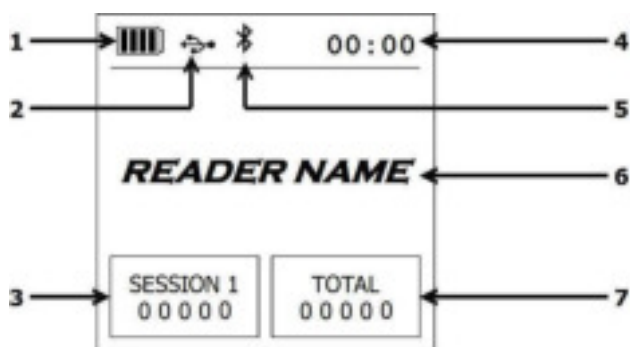 1 00:00 4
2 5
READER NAME 6
3 SESSION 1 TOTAL 7
00000 00000